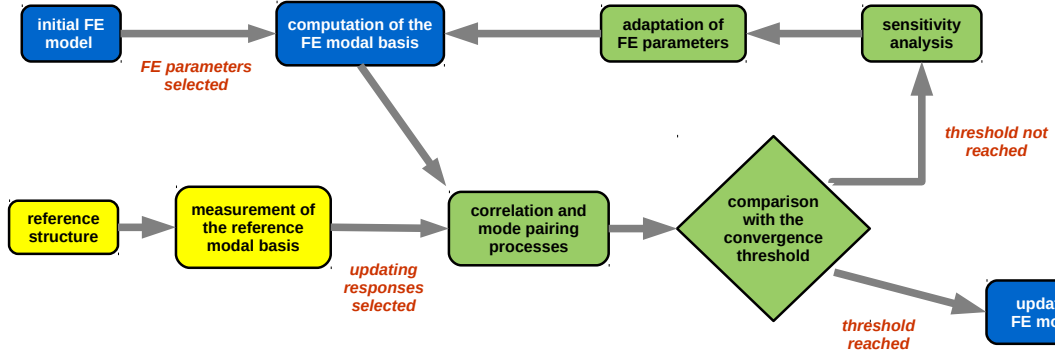 initial FE
model
computation of the
FE modal basis
adaptation of
FE parameters
sensitivity
analysis
FE parameters
selected
threshold not
reached
reference
structure
measurement of
the reference
modal basis
correlation and
mode pairing
processes
comparison
with the
convergence
threshold
updating
responses
selected
threshold
reached
FE